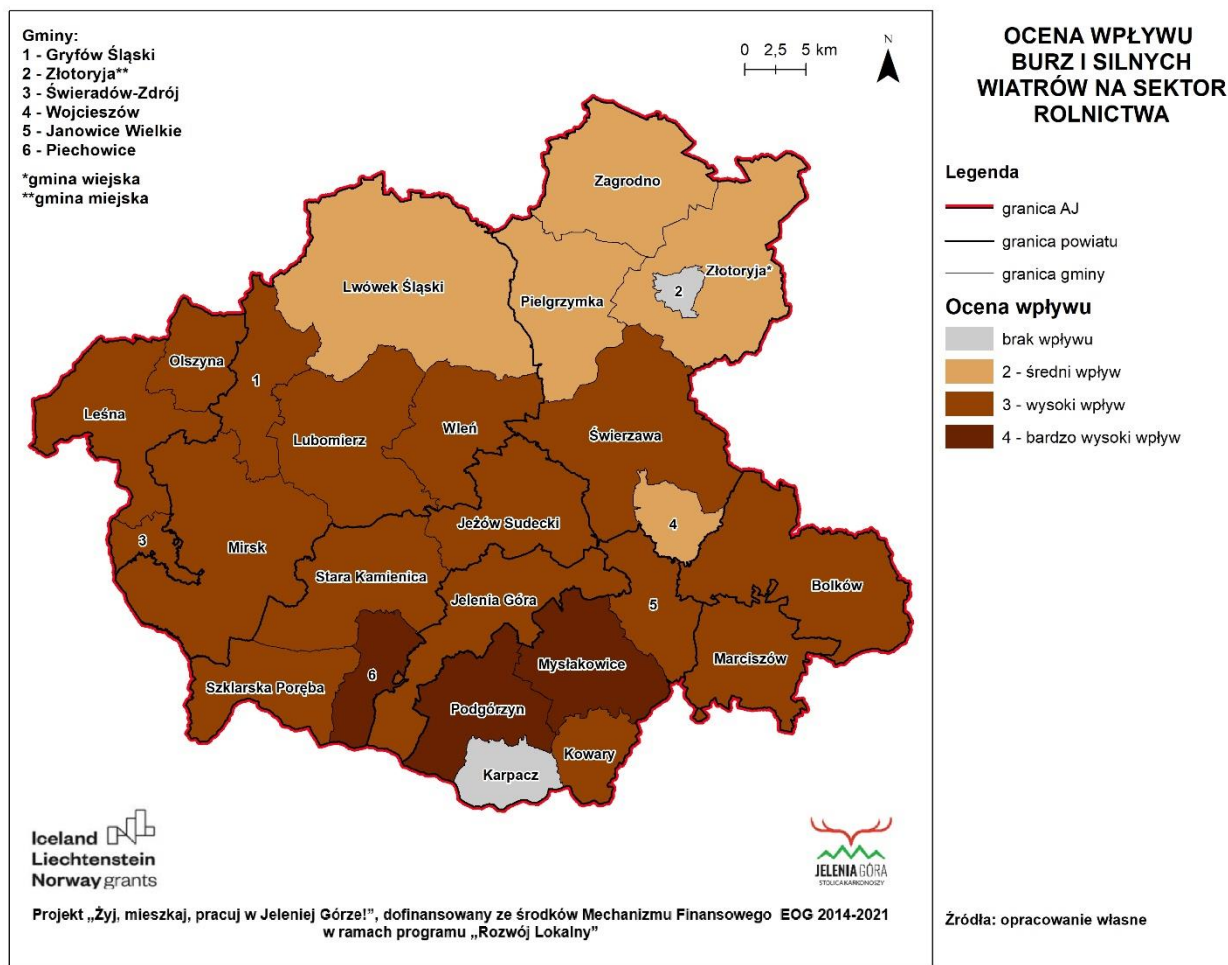 Gminy:
1 - Gryfów Śląski
2 - Złotoryja**
3 - Świeradów-Zdrój
4 - Wojcieszów
5 - Janowice Wielkie
6 - Piechowice
*gmina wiejska
**gmina miejska
0 2,5 5 km
N
Zagrodno
Złotoryja*
2
Lwówek Śląski
Pielgrzymka
Olszyna
1
Leśna
Lubomierz
Wleń
Świerzawa
4
3
Mirsk
Jeżów Sudecki
Stara Kamienica
Jelenia Góra
5
Bolków
Mysłakowice
Marciszów
6
Szklarska Poręba
Podgórzyn
Kowary
Karpacz
Iceland
Liechtenstein
Norway grants
JELENIA GÓRA
STOLICA KARKONOSZY
Projekt „Żyj, mieszkaj, pracuj w Jeleniej Górze!”, dofinansowany ze środków Mechanizmu Finansowego EOG 2014-2021
w ramach programu „Rozwój Lokalny”
OCENA WPŁYWU
BURZ I SILNYCH
WIATRÓW NA SEKTOR
ROLNICTWA
Legenda
granica AJ
granica powiatu
granica gminy
Ocena wpływu
brak wpływu
2 - średni wpływ
3 - wysoki wpływ
4 - bardzo wysoki wpływ
Źródła: opracowanie własne